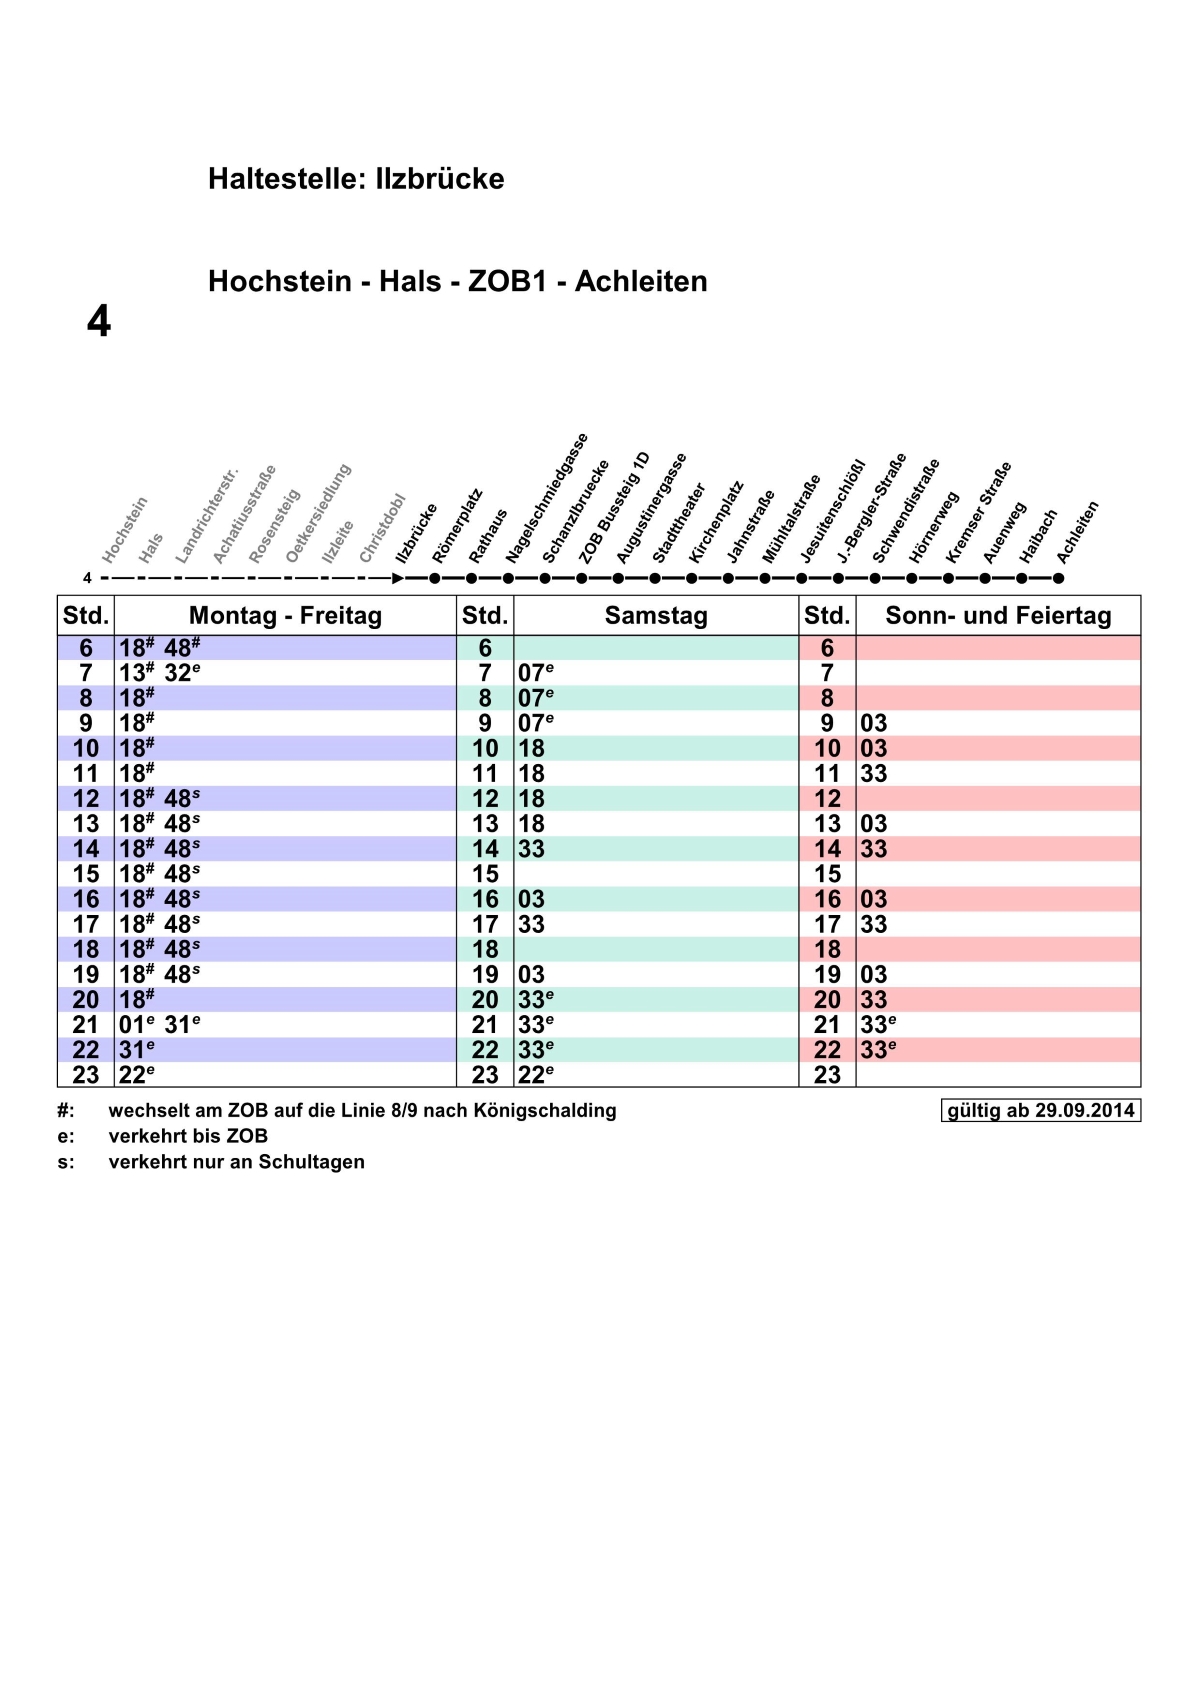 Haltestelle: Ilzbrücke
Hochstein - Hals - ZOB1 - Achleiten
4
Hochstein
Hals
Landrichterstr.
Achatiusstraße
Rosensteig
Oetkersiedlung
Ilzleite
Christdobl
Ilzbrücke
Römerplatz
Rathaus
Nagelschmiedgasse
Schanzlbruecke
ZOB Bussteig 1D
Augustinergasse
Stadttheater
Kirchenplatz
Jahnstraße
Mühltalstraße
Jesuitenschlößl
J.-Bergler-Straße
Schwendistraße
Hörnerweg
Kremser Straße
Auenweg
Haibach
Achleiten
4
Std. Montag - Freitag Std. Samstag Std. Sonn- und Feiertag
6 18# 48# 6 6
7 13# 32e 7 07e 7
8 18# 8 07e 8
9 18# 9 07e 9 03
10 18# 10 18 10 03
11 18# 11 18 11 33
12 18# 48s 12 18 12
13 18# 48s 13 18 13 03
14 18# 48s 14 33 14 33
15 18# 48s 15 15
16 18# 48s 16 03 16 03
17 18# 48s 17 33 17 33
18 18# 48s 18 18
19 18# 48s 19 03 19 03
20 18# 20 33e 20 33
21 01e 31e 21 33e 21 33e
22 31e 22 33e 22 33e
23 22e 23 22e 23
#: wechselt am ZOB auf die Linie 8/9 nach Königschalding gültig ab 29.09.2014
e: verkehrt bis ZOB
s: verkehrt nur an Schultagen